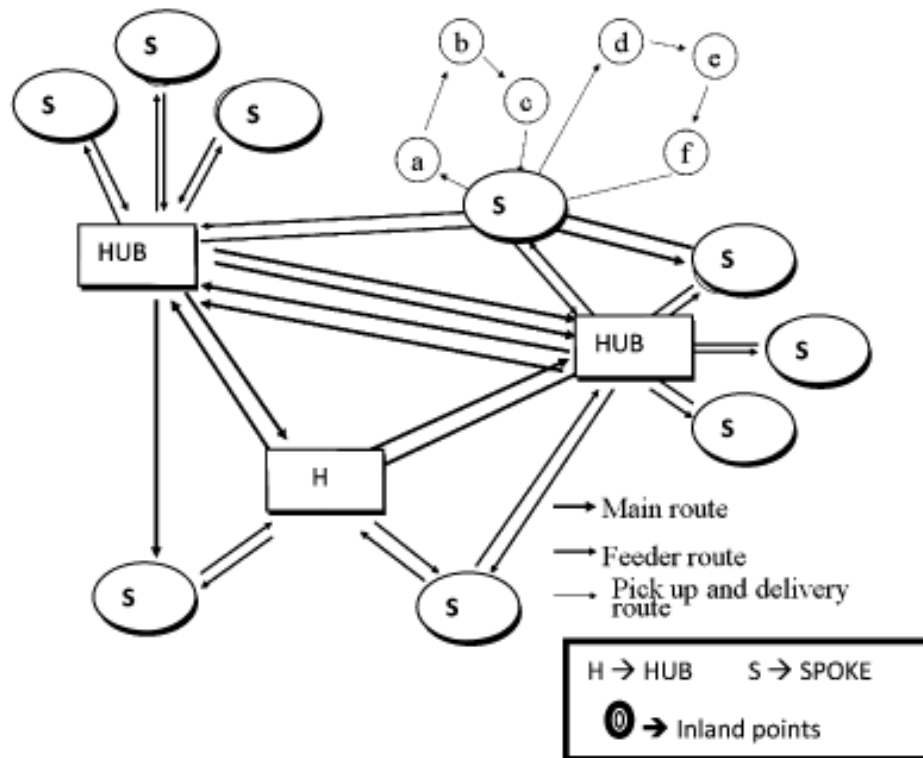 S
b
d
e
S
c
S
a
f
S
HUB
S
HUB
S
S
H
Main route
Feeder route
S
S
Pick up and delivery
route
H → HUB S → SPOKE
0 → Inland points